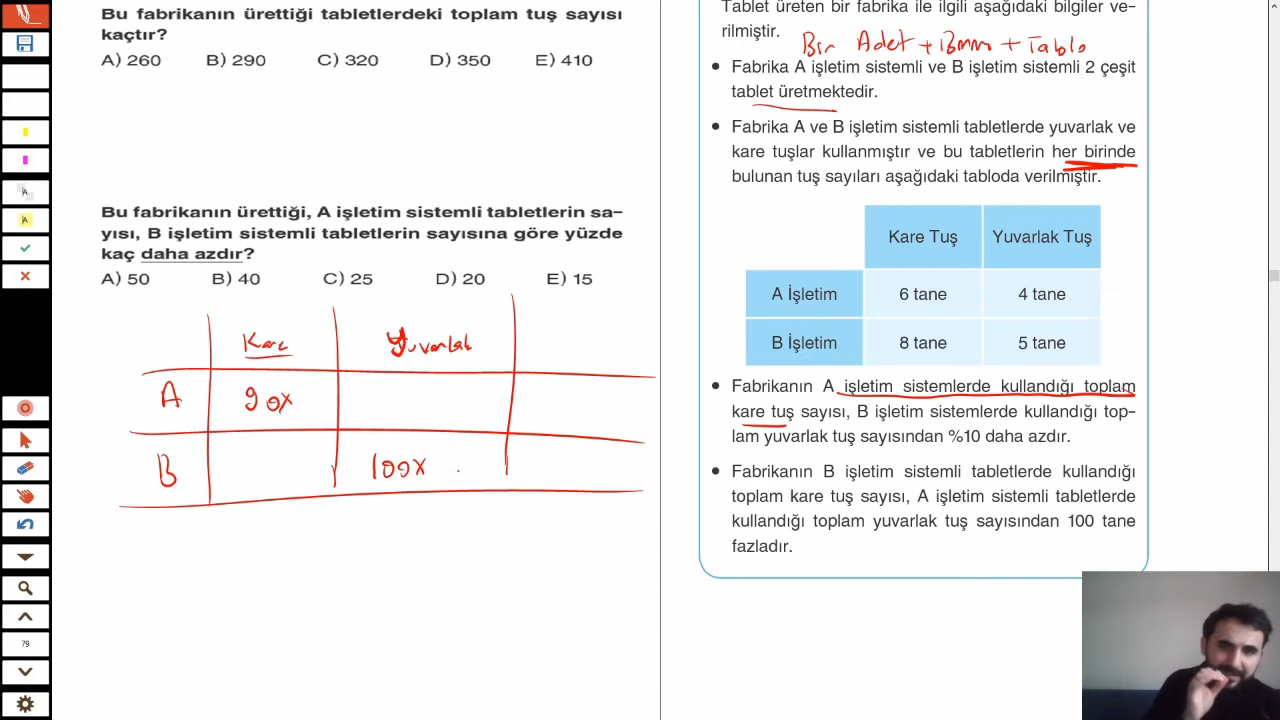 Bu fabrikanın ürettiği tabletlerdeki toplam tuş sayısı
kaçtır?
A) 260 B) 290 C) 320 D) 350 E) 410
Bu fabrikanın ürettiği, A işletim sistemli tabletlerin sa-
yısı, B işletim sistemli tabletlerin sayısına göre yüzde
kaç daha azdır?
A) 50 B) 40 C) 25 D) 20 E) 15
Kare Yuvarlak
A 90x
B 100x
Tablet üreten bir fabrika ile ilgili aşağıdaki bilgiler ve-
rilmiştir.
Bir Adet + Bmm + Tablo
• Fabrika A işletim sistemli ve B işletim sistemli 2 çeşit
tablet üretmektedir.
• Fabrika A ve B işletim sistemli tabletlerde yuvarlak ve
kare tuşlar kullanmıştır ve bu tabletlerin her birinde
bulunan tuş sayıları aşağıdaki tabloda verilmiştir.
Kare Tuş Yuvarlak Tuş
A İşletim 6 tane 4 tane
B İşletim 8 tane 5 tane
• Fabrikanın A işletim sistemlerde kullandığı toplam
kare tuş sayısı, B işletim sistemlerde kullandığı top-
lam yuvarlak tuş sayısından %10 daha azdır.
• Fabrikanın B işletim sistemli tabletlerde kullandığı
toplam kare tuş sayısı, A işletim sistemli tabletlerde
kullandığı toplam yuvarlak tuş sayısından 100 tane
fazladır.
79